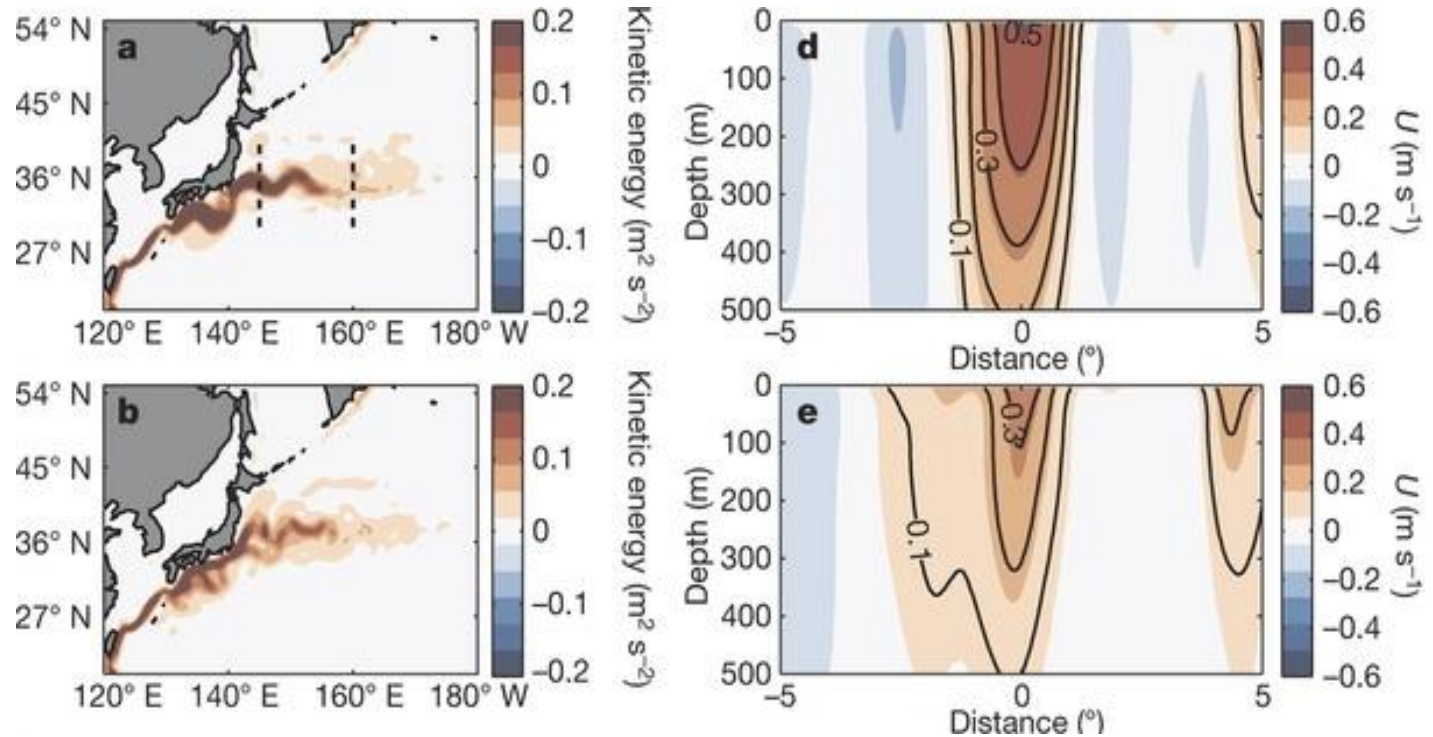 a
54° N
45° N
36° N
27° N
120° E
140° E
160° E
180° W
0.2
0.1
0
–0.1
–0.2
Kinetic energy (m² s⁻²)
d
0
100
200
300
400
500
Depth (m)
0.5
0.3
0.1
–5
0
5
Distance (°)
0.6
0.4
0.2
0
–0.2
–0.4
–0.6
U (m s⁻¹)
b
54° N
45° N
36° N
27° N
120° E
140° E
160° E
180° W
0.2
0.1
0
–0.1
–0.2
Kinetic energy (m² s⁻²)
e
0
100
200
300
400
500
Depth (m)
0.3
0.1
–5
0
5
Distance (°)
0.6
0.4
0.2
0
–0.2
–0.4
–0.6
U (m s⁻¹)